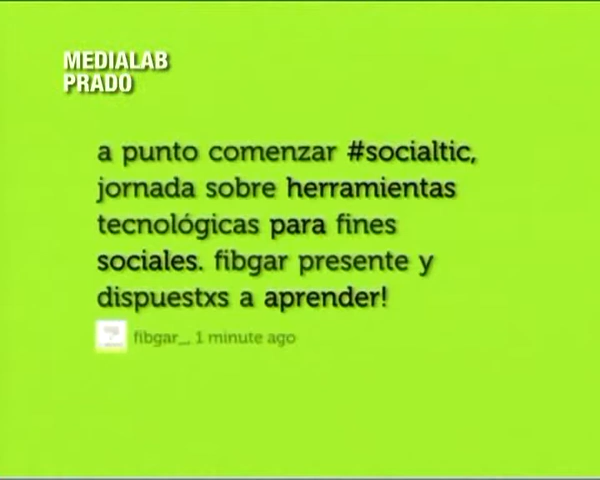 MEDIALAB
PRADO
a punto comenzar #socialtic,
jornada sobre herramientas
tecnológicas para fines
sociales. fibgar presente y
dispuestxs a aprender!
fibgar_, 1 minute ago